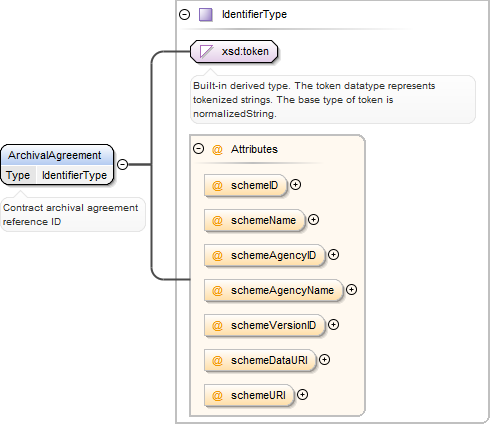 IdentifierType
xsd:token
Built-in derived type. The token datatype represents
tokenized strings. The base type of token is
normalizedString.
ArchivalAgreement
Type IdentifierType
Contract archival agreement
reference ID
@ Attributes
@ schemeID
@ schemeName
@ schemeAgencyID
@ schemeAgencyName
@ schemeVersionID
@ schemeDataURI
@ schemeURI